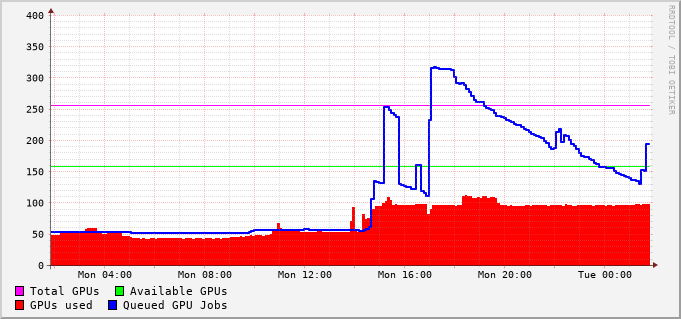 400
350
300
250
200
150
100
50
0
Mon 04:00 Mon 08:00 Mon 12:00 Mon 16:00 Mon 20:00 Tue 00:00
Total GPUs Available GPUs
GPUs used Queued GPU Jobs
RRDTOOL / TOBI OETIKER